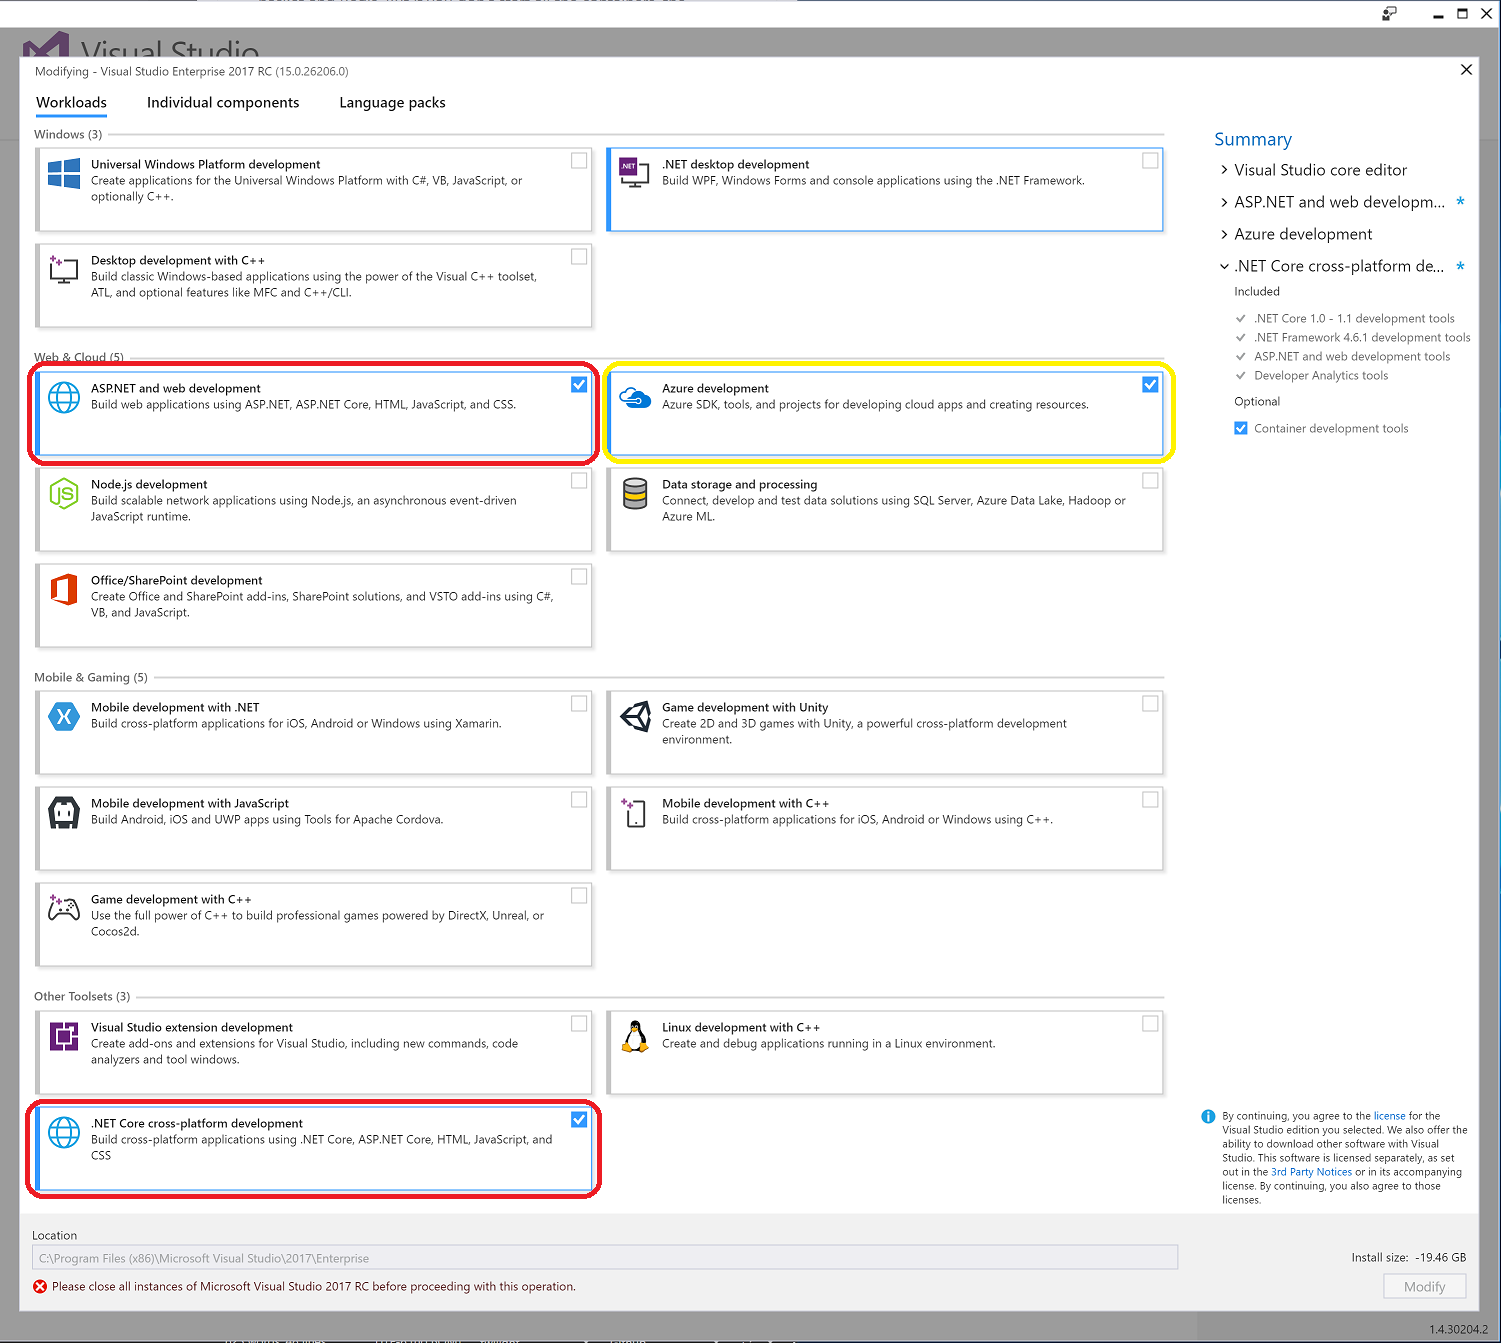 Visual Studio
Modifying - Visual Studio Enterprise 2017 RC (15.0.26206.0)
Workloads
Individual components
Language packs
Windows (3)
Universal Windows Platform development
Create applications for the Universal Windows Platform with C#, VB, JavaScript, or
optionally C++.
.NET
.NET desktop development
Build WPF, Windows Forms and console applications using the .NET Framework.
Desktop development with C++
Build classic Windows-based applications using the power of the Visual C++ toolset,
ATL, and optional features like MFC and C++/CLI.
Web & Cloud (5)
ASP.NET and web development
Build web applications using ASP.NET, ASP.NET Core, HTML, JavaScript, and CSS.
Azure development
Azure SDK, tools, and projects for developing cloud apps and creating resources.
JS
Node.js development
Build scalable network applications using Node.js, an asynchronous event-driven
JavaScript runtime.
Data storage and processing
Connect, develop and test data solutions using SQL Server, Azure Data Lake, Hadoop or
Azure ML.
Office/SharePoint development
Create Office and SharePoint add-ins, SharePoint solutions, and VSTO add-ins using C#,
VB, and JavaScript.
Mobile & Gaming (5)
Mobile development with .NET
Build cross-platform applications for iOS, Android or Windows using Xamarin.
Game development with Unity
Create 2D and 3D games with Unity, a powerful cross-platform development
environment.
Mobile development with JavaScript
Build Android, iOS and UWP apps using Tools for Apache Cordova.
Mobile development with C++
Build cross-platform applications for iOS, Android or Windows using C++.
Game development with C++
Use the full power of C++ to build professional games powered by DirectX, Unreal, or
Cocos2d.
Other Toolsets (3)
Visual Studio extension development
Create add-ons and extensions for Visual Studio, including new commands, code
analyzers and tool windows.
Linux development with C++
Create and debug applications running in a Linux environment.
.NET Core cross-platform development
Build cross-platform applications using .NET Core, ASP.NET Core, HTML, JavaScript, and
CSS
Summary
Visual Studio core editor
ASP.NET and web developm... *
Azure development
.NET Core cross-platform de... *
Included
.NET Core 1.0 - 1.1 development tools
.NET Framework 4.6.1 development tools
ASP.NET and web development tools
Developer Analytics tools
Optional
Container development tools
By continuing, you agree to the license for the
Visual Studio edition you selected. We also offer the
ability to download other software with Visual
Studio. This software is licensed separately, as set
out in the 3rd Party Notices or in its accompanying
license. By continuing, you also agree to those
licenses.
Location
C:\Program Files (x86)\Microsoft Visual Studio\2017\Enterprise
Install size: -19.46 GB
Please close all instances of Microsoft Visual Studio 2017 RC before proceeding with this operation.
Modify
1.4.30204.2